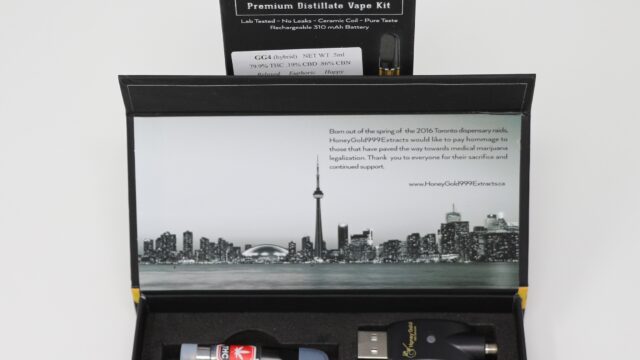 Premium Distillate Vape Kit
Lab Tested - No Leaks - Ceramic Coil - Pure Taste
Rechargeable 310 mAh Battery
GG4 (hybrid) NET WT .5ml
79.9% THC .19% CBD .86% CBN
Relaxed Euphoric Happy
Born out of the spring of the 2016 Toronto dispensary raids,
HoneyGold999Extracts would like to pay hommage to
those that have paved the way towards medical marijuana
legalization. Thank you to everyone for their sacrifice and
continued support.
www.HoneyGold999Extracts.ca
Honey Gold